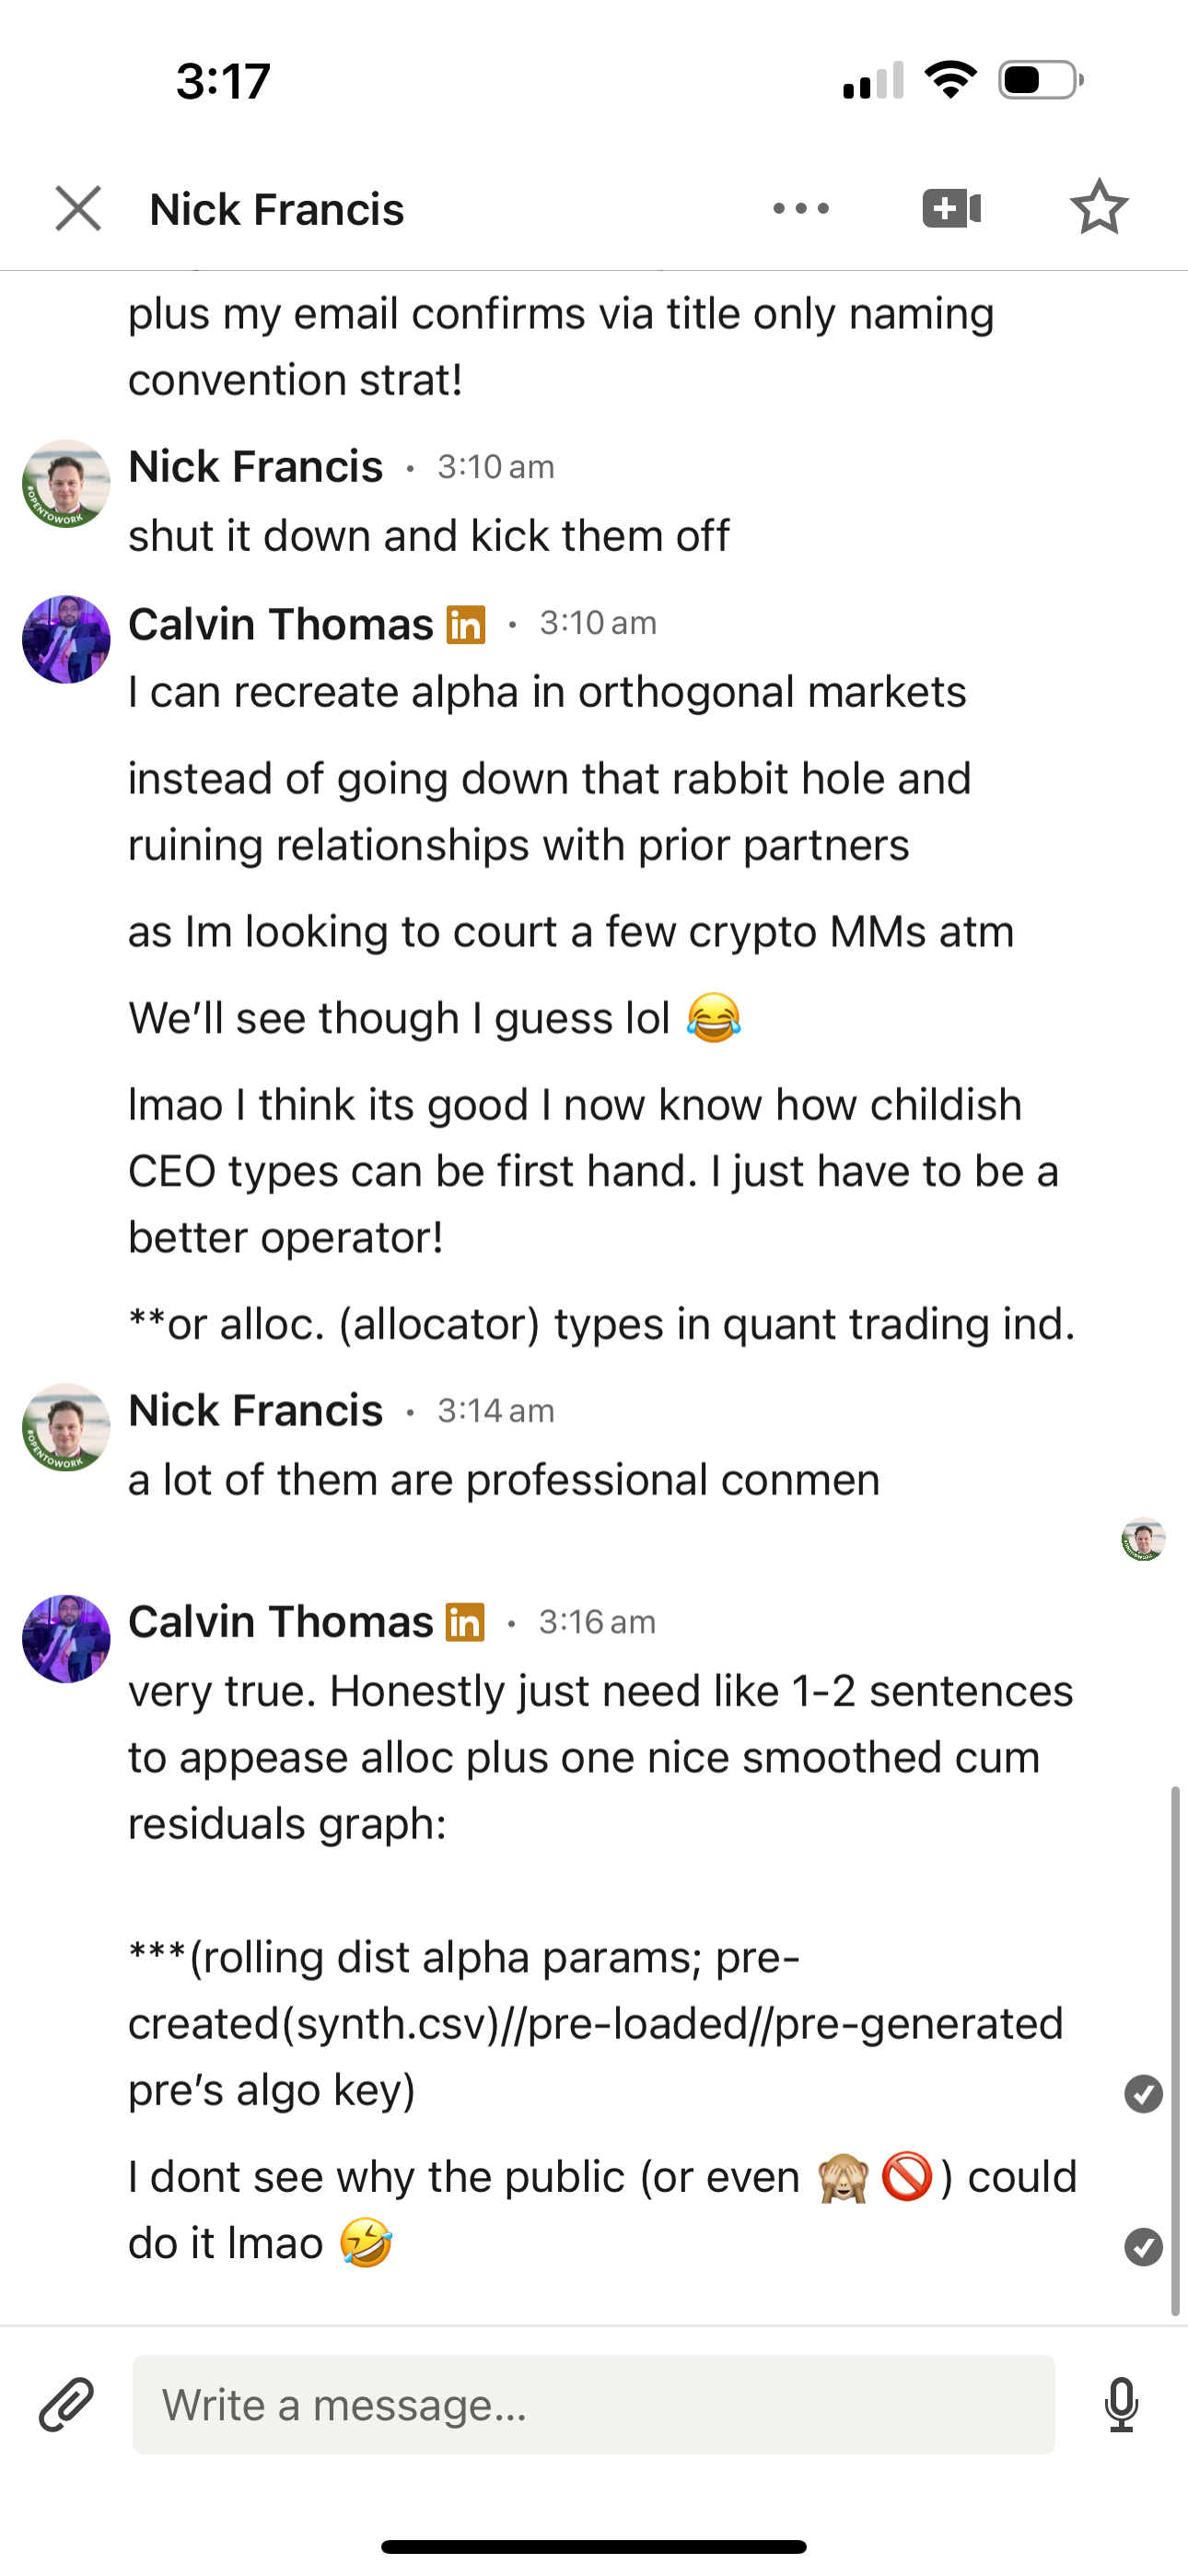 3:17
Nick Francis
plus my email confirms via title only naming
convention strat!
Nick Francis • 3:10 am
#OPENTOWORK
shut it down and kick them off
Calvin Thomas in • 3:10 am
I can recreate alpha in orthogonal markets
instead of going down that rabbit hole and
ruining relationships with prior partners
as Im looking to court a few crypto MMs atm
We’ll see though I guess lol 😂
lmao I think its good I now know how childish
CEO types can be first hand. I just have to be a
better operator!
**or alloc. (allocator) types in quant trading ind.
Nick Francis • 3:14 am
#OPENTOWORK
a lot of them are professional conmen
Calvin Thomas in • 3:16 am
very true. Honestly just need like 1-2 sentences
to appease alloc plus one nice smoothed cum
residuals graph:
***(rolling dist alpha params; pre-
created(synth.csv)//pre-loaded//pre-generated
pre’s algo key)
I dont see why the public (or even 🙈 🚫) could
do it lmao 🤣
Write a message...